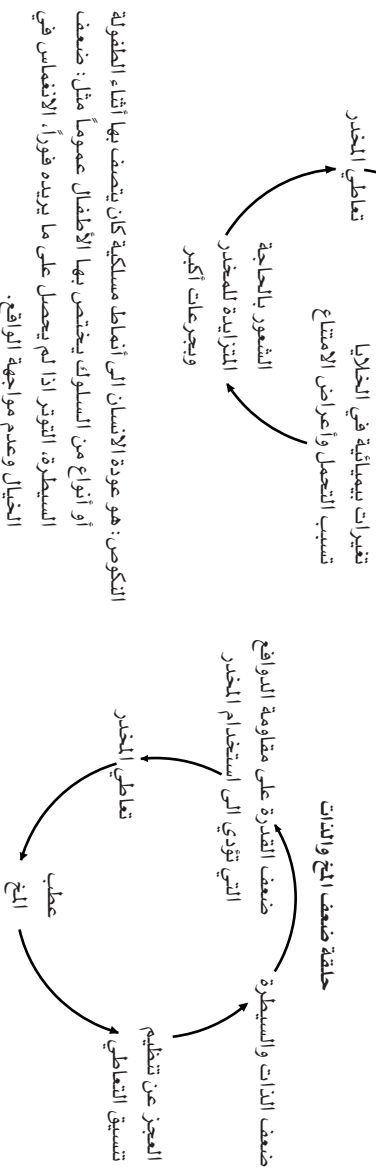 تعاطي المخدر
تغيرات بيميائية في الخلايا
تسبب التحمل وأعراض الامتناع
الشعور بالحاجة
المتزايدة للمخدر
وبجرعات أكبر
النكوص: هو عودة الانسان الى أنماط مسلكية كان يتصف بها أثناء الطفولة
أو أنواع من السلوك يختص بها الأطفال عموماً مثل: ضعف
السيطرة، التوتر اذا لم يحصل على ما يريده فوراً، الانغماس في
الخيال وعدم مواجهة الواقع.
حلقة ضعف المخ والذات
ضعف الذات والسيطرة
ضعف القدرة على مقاومة الدوافع
التي تؤدي الى استخدام المخدر
تعاطي المخدر
عطب
المخ
العجز عن تنظيم
تنسيق التعاطي